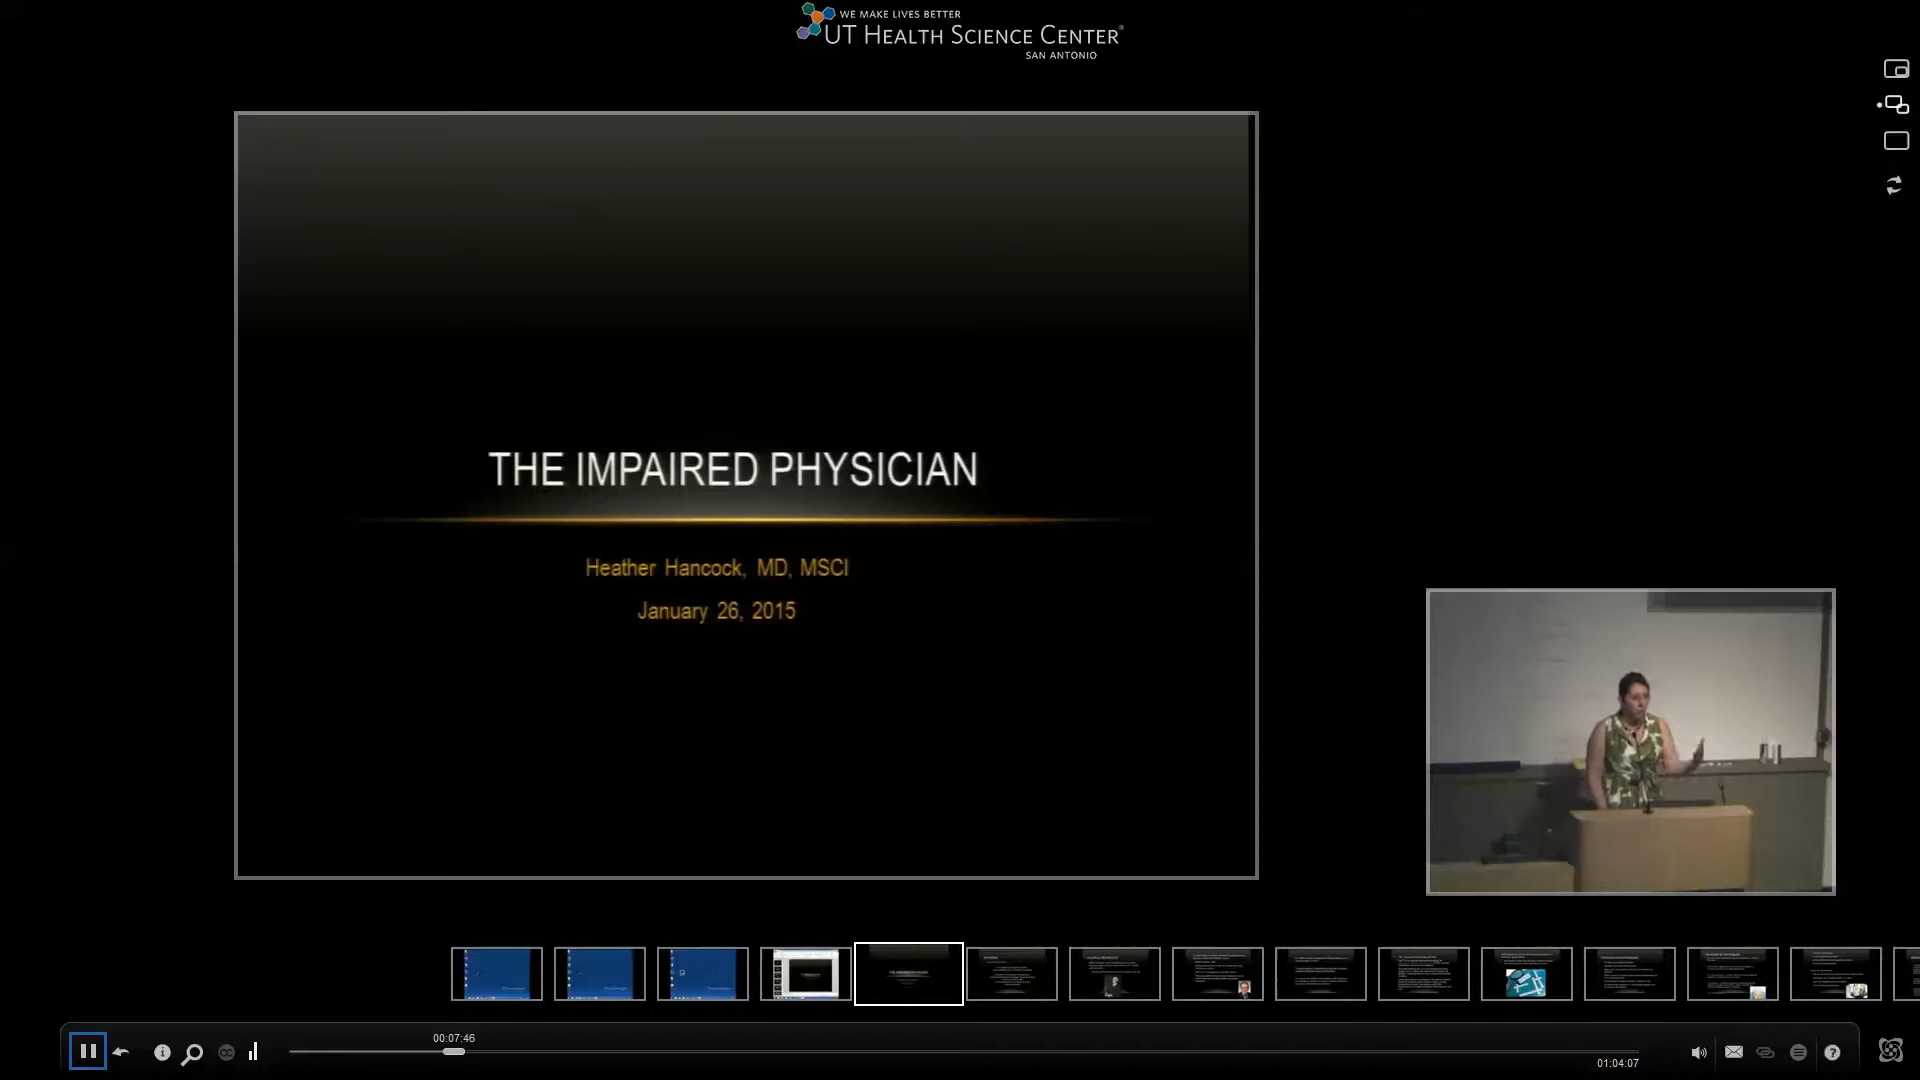 WE MAKE LIVES BETTER
UT HEALTH SCIENCE CENTER®
SAN ANTONIO
THE IMPAIRED PHYSICIAN
Heather Hancock, MD, MSCI
January 26, 2015
00:07:46
01:04:07